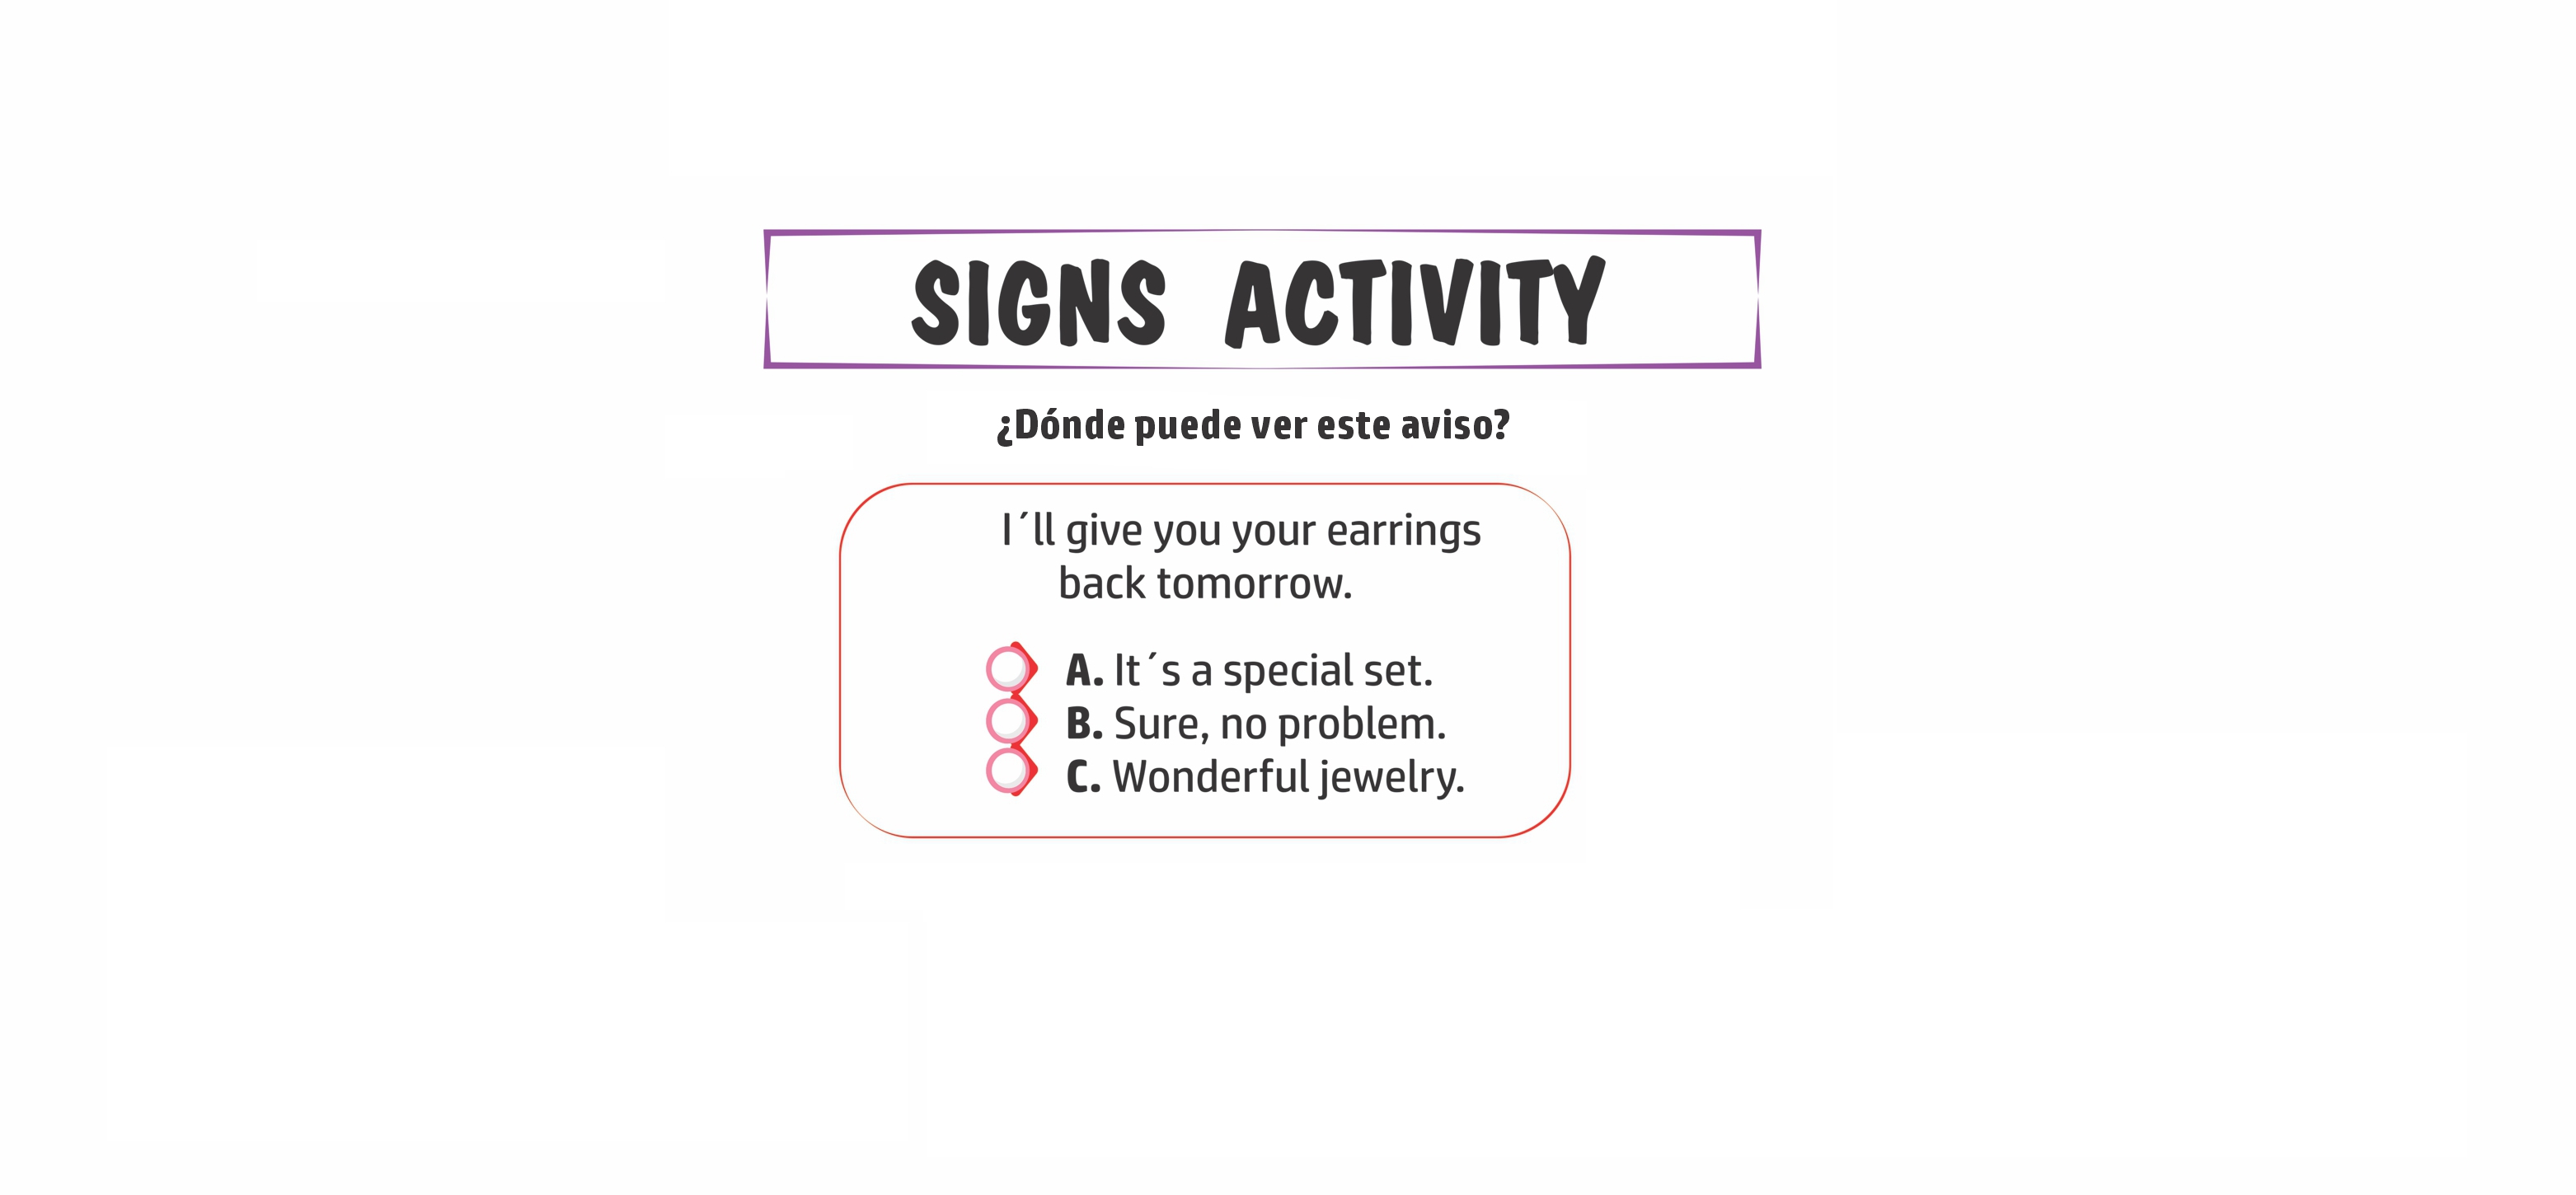 SIGNS ACTIVITY
¿Dónde puede ver este aviso?
I´ll give you your earrings
back tomorrow.
A. It´s a special set.
B. Sure, no problem.
C. Wonderful jewelry.